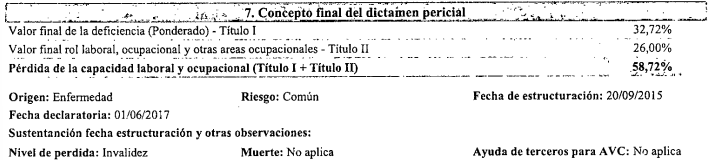 7. Concepto final del dictamen pericial
Valor final de la deficiencia (Ponderado) - Título I 32,72%
Valor final rol laboral, ocupacional y otras areas ocupacionales - Título II 26,00%
Pérdida de la capacidad laboral y ocupacional (Título I + Título II) 58,72%
Origen: Enfermedad Riesgo: Común Fecha de estructuración: 20/09/2015
Fecha declaratoria: 01/06/2017
Sustentanción fecha estructuración y otras observaciones:
Nivel de perdida: Invalidez Muerte: No aplica Ayuda de terceros para AVC: No aplica